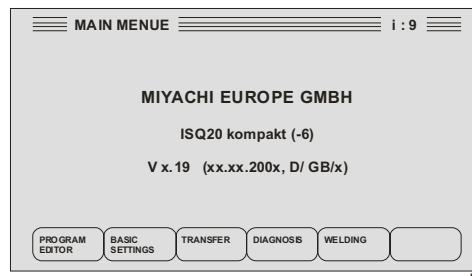 MAIN MENUE i : 9
MIYACHI EUROPE GMBH
ISQ20 kompakt (-6)
V x.19 (xx.xx.200x, D/ GB/x)
PROGRAM EDITOR BASIC SETTINGS TRANSFER DIAGNOSIS WELDING